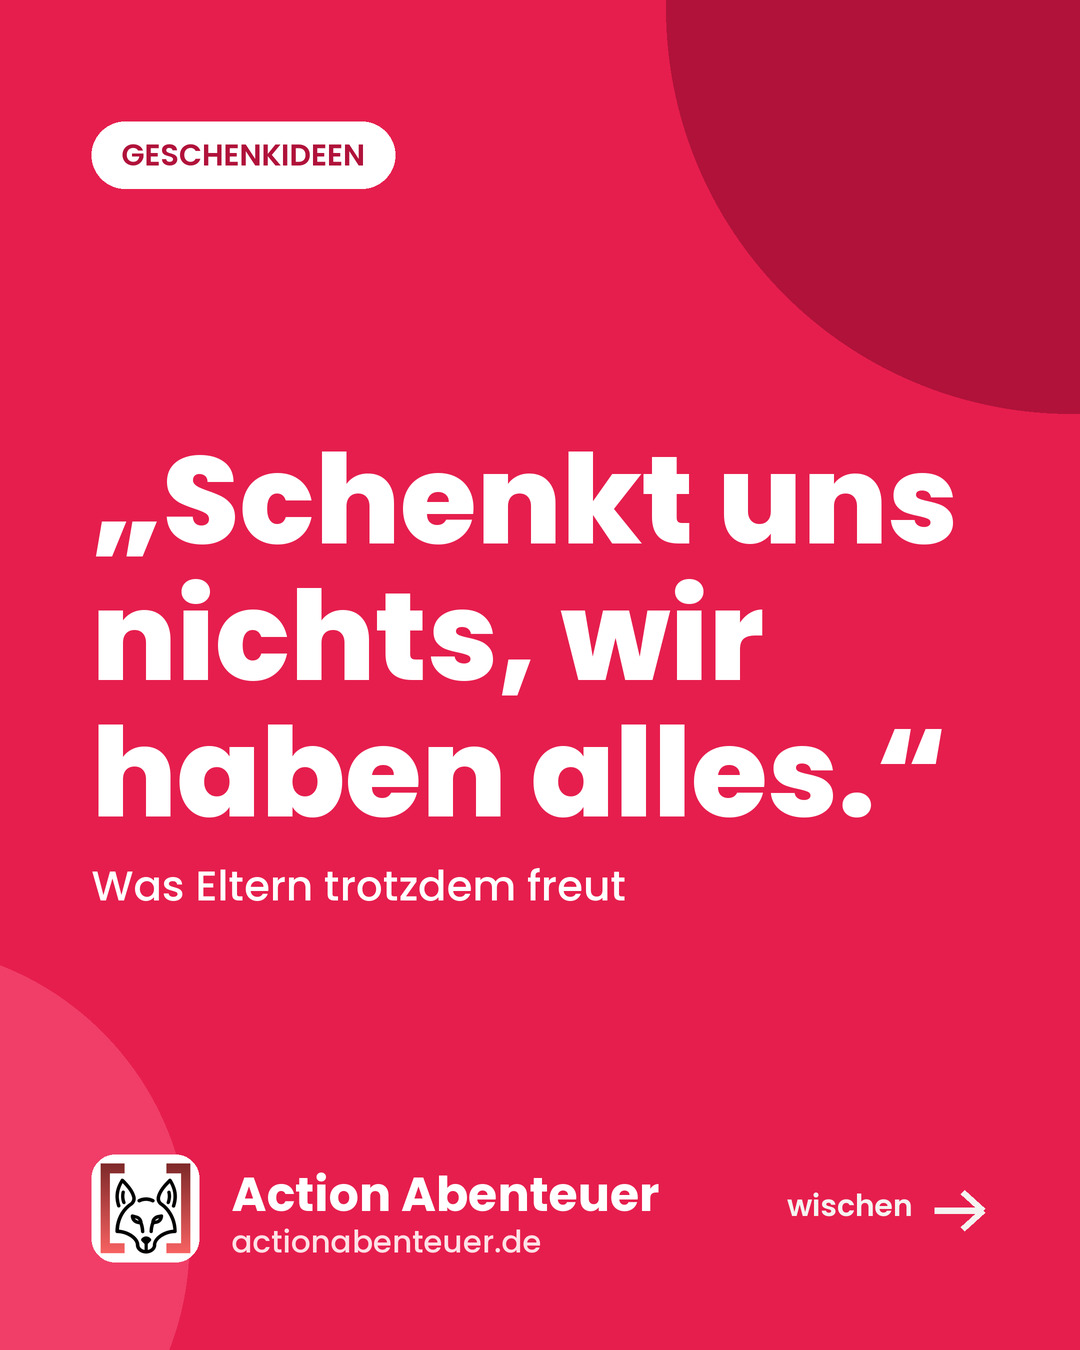 GESCHENKIDEEN
„Schenkt uns
nichts, wir
haben alles.“
Was Eltern trotzdem freut
Action Abenteuer
actionabenteuer.de
wischen →